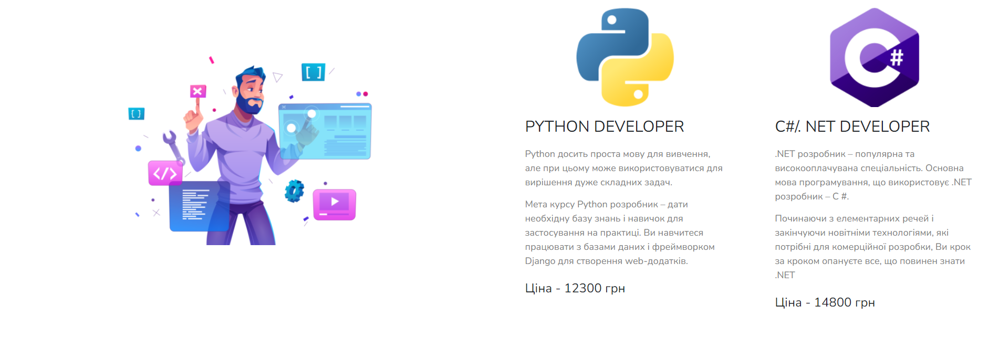 [ ]
{ }
</>
C#
PYTHON DEVELOPER
Python досить проста мову для вивчення,
але при цьому може використовуватися для
вирішення дуже складних задач.
Мета курсу Python розробник – дати
необхідну базу знань і навичок для
застосування на практиці. Ви навчитеся
працювати з базами даних і фреймворком
Django для створення web-додатків.
Ціна - 12300 грн
C#/. NET DEVELOPER
.NET розробник – популярна та
високооплачувана спеціальність. Основна
мова програмування, що використовує .NET
розробник – C #.
Починаючи з елементарних речей і
закінчуючи новітніми технологіями, які
потрібні для комерційної розробки, Ви крок
за кроком опануєте все, що повинен знати
.NET
Ціна - 14800 грн